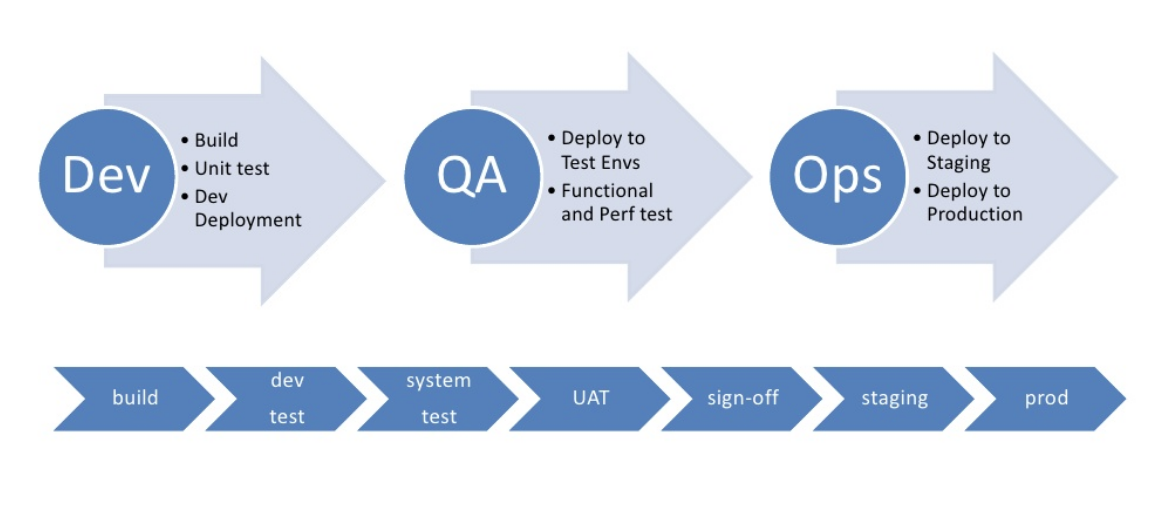 Dev
• Build
• Unit test
• Dev
Deployment
QA
• Deploy to
Test Envs
• Functional
and Perf test
Ops
• Deploy to
Staging
• Deploy to
Production
build
dev
test
system
test
UAT
sign-off
staging
prod